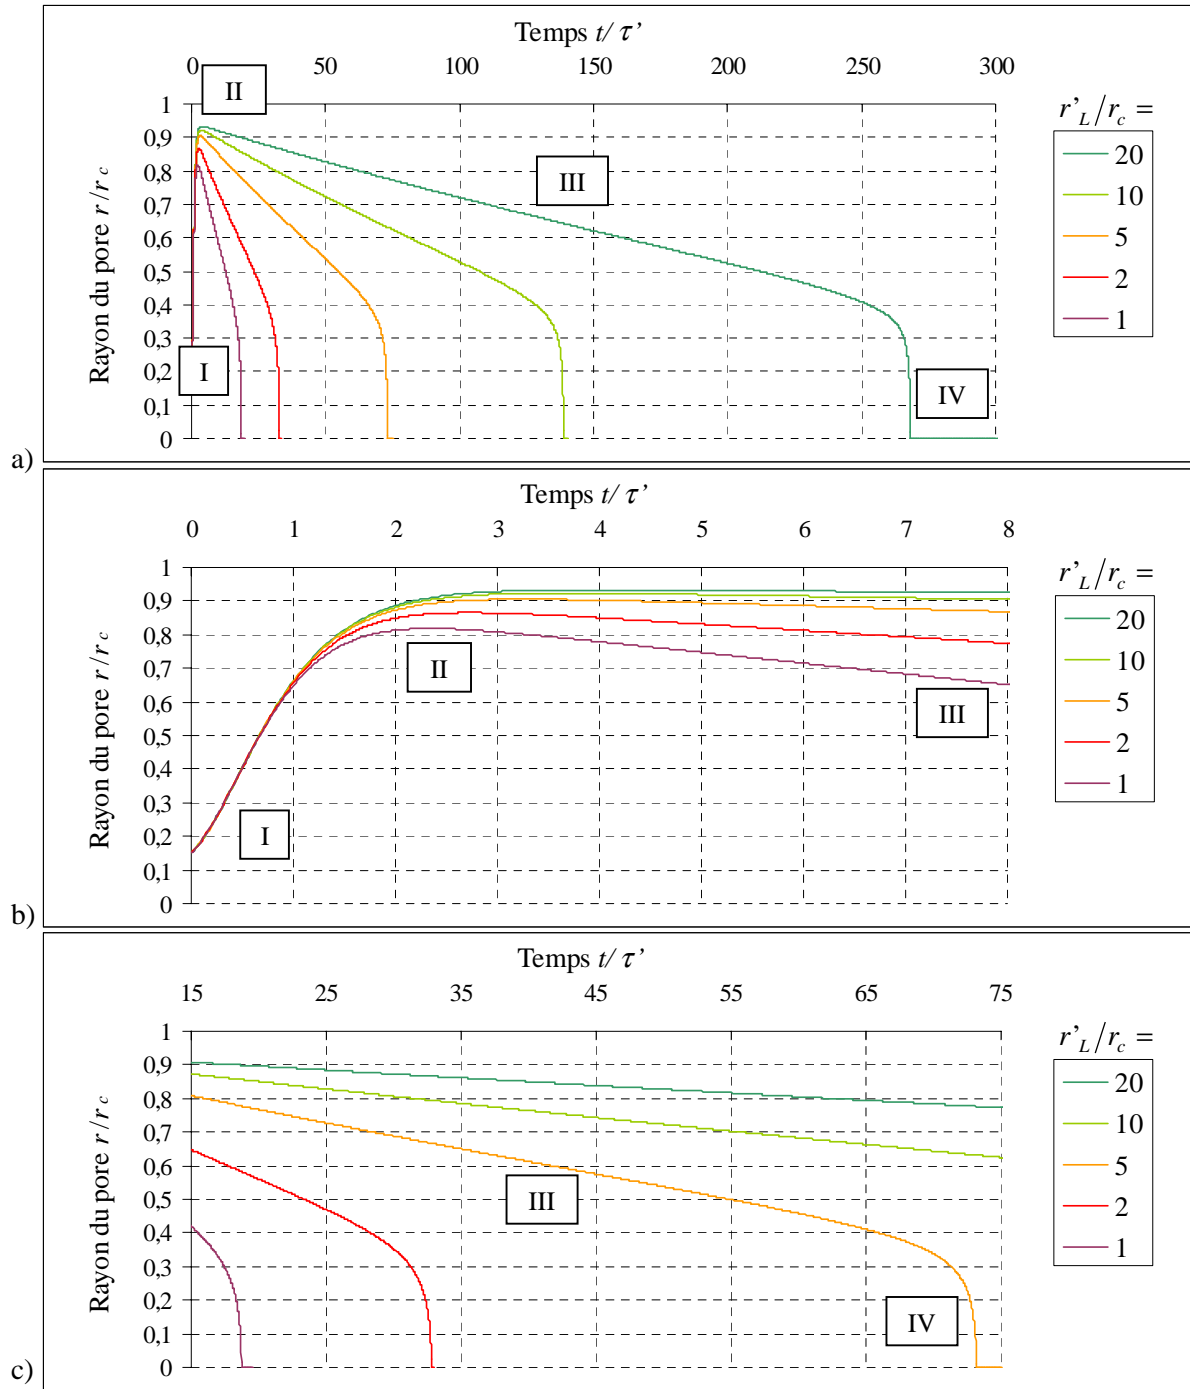 Temps t/ τ'
0 50 100 150 200 250 300
II
1
0,9
0,8
0,7
0,6
0,5
0,4
0,3
0,2
0,1
0
Rayon du pore r/r c
III
I
IV
r'L/rc =
20
10
5
2
1
a)
Temps t/ τ'
0 1 2 3 4 5 6 7 8
1
0,9
0,8
0,7
0,6
0,5
0,4
0,3
0,2
0,1
0
Rayon du pore r/r c
II
III
I
r'L/rc =
20
10
5
2
1
b)
Temps t/ τ'
15 25 35 45 55 65 75
1
0,9
0,8
0,7
0,6
0,5
0,4
0,3
0,2
0,1
0
Rayon du pore r/r c
III
IV
r'L/rc =
20
10
5
2
1
c)